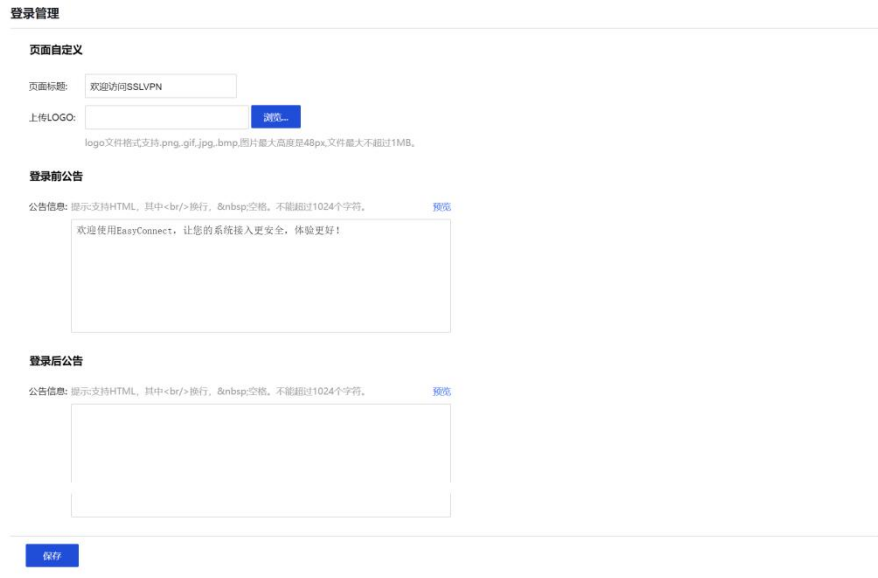 登录管理
页面自定义
页面标题: 欢迎访问SSLVPN
上传LOGO: 浏览...
logo文件格式支持.png,.gif,.jpg,.bmp,图片最大高度是48px,文件最大不超过1MB。
登录前公告
公告信息: 提示:支持HTML，其中<br/>换行，&nbsp;空格。不能超过1024个字符。 预览
欢迎使用EasyConnect，让您的系统接入更安全，体验更好！
登录后公告
公告信息: 提示:支持HTML，其中<br/>换行，&nbsp;空格。不能超过1024个字符。 预览
保存